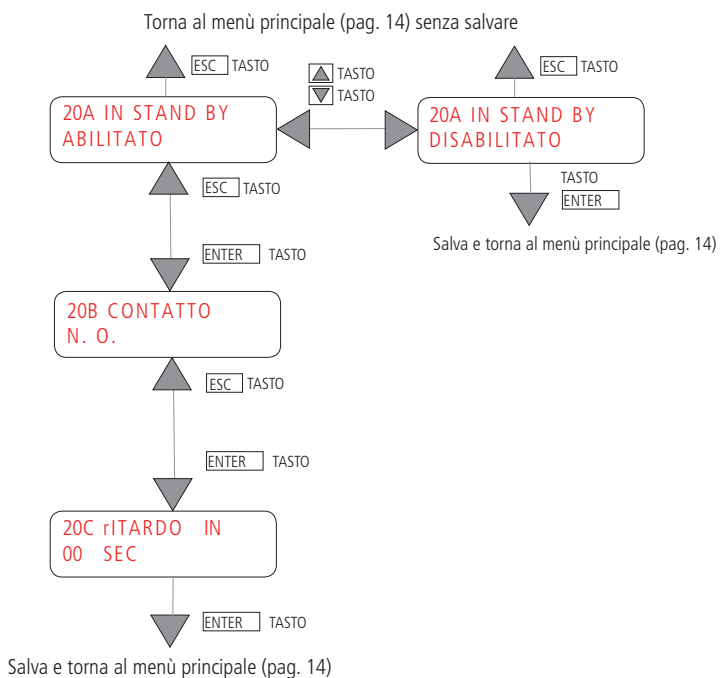 Torna al menù principale (pag. 14) senza salvare
ESC TASTO
TASTO
TASTO
ESC TASTO
20A IN STAND BY
ABILITATO
20A IN STAND BY
DISABILITATO
ESC TASTO
TASTO
ENTER
Salva e torna al menù principale (pag. 14)
ENTER TASTO
20B CONTATTO
N. O.
ESC TASTO
ENTER TASTO
20C rITARDO IN
00 SEC
ENTER TASTO
Salva e torna al menù principale (pag. 14)